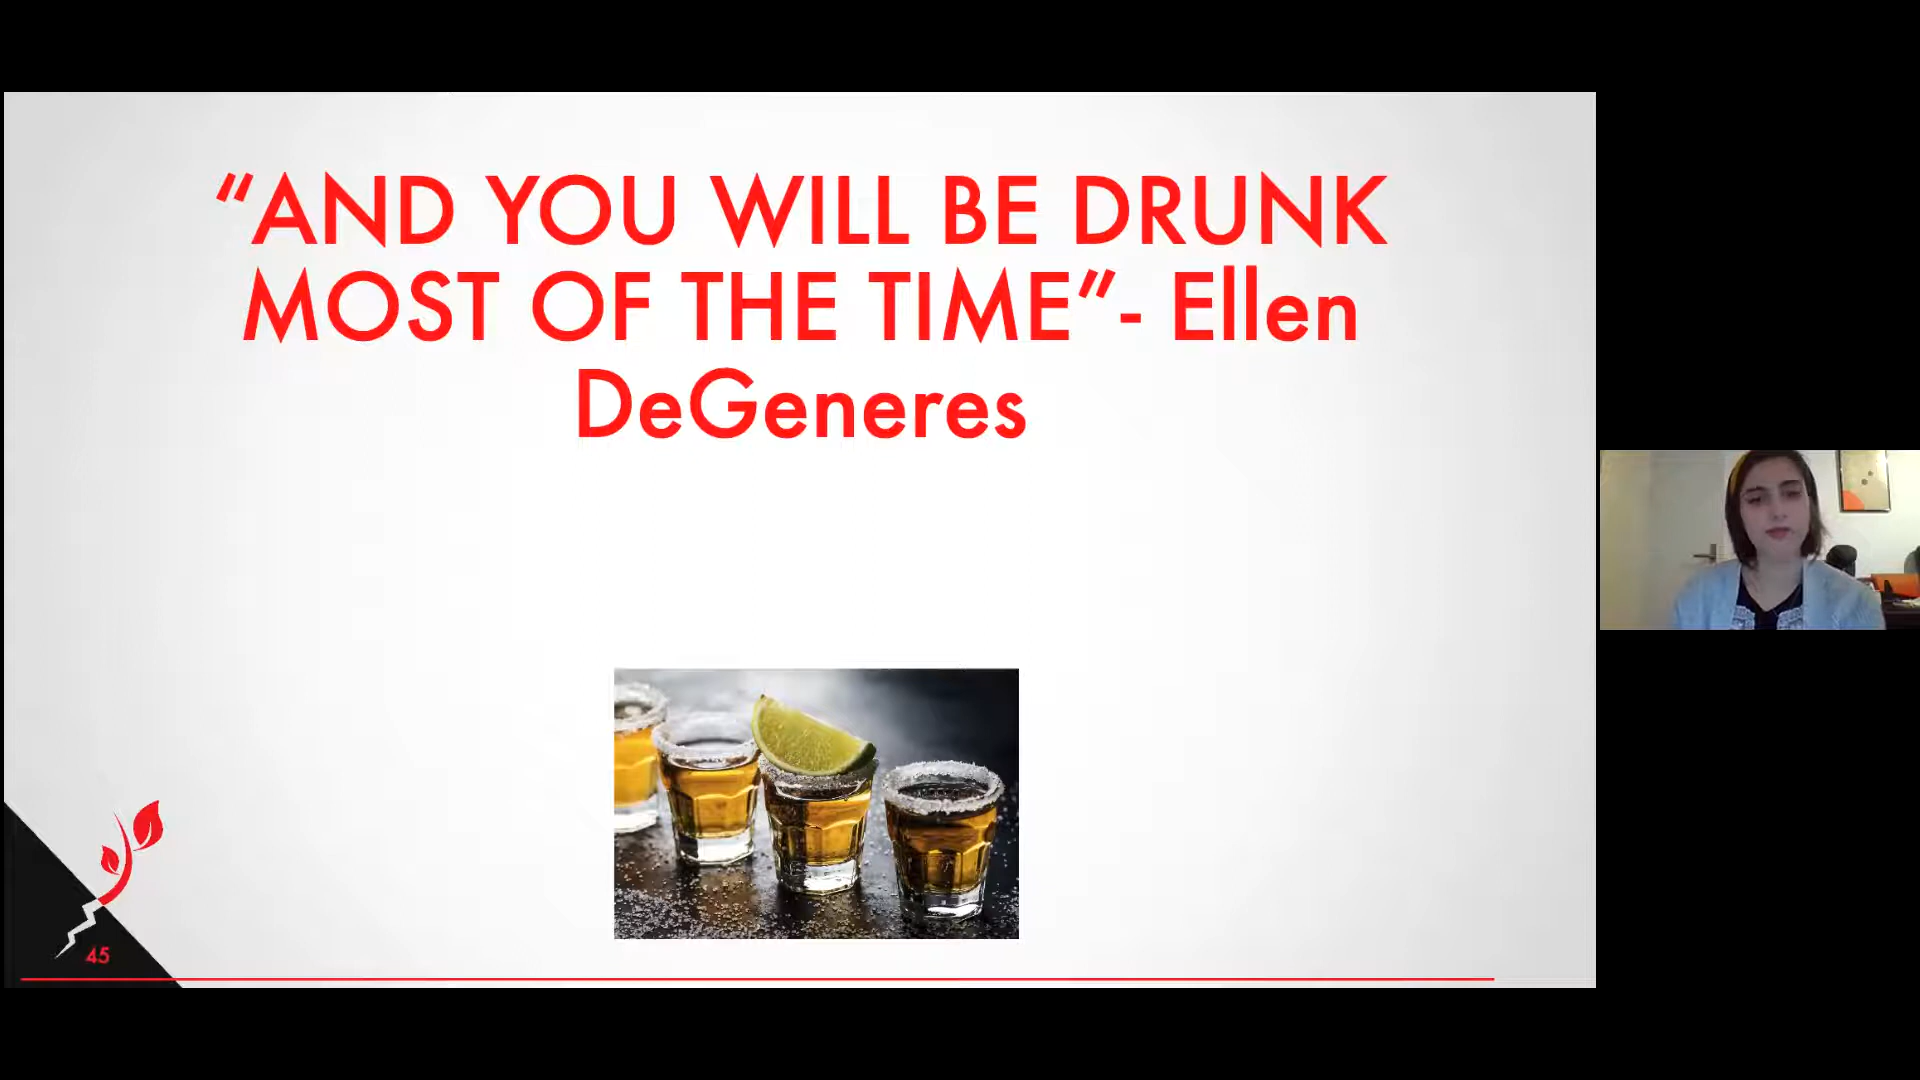 “AND YOU WILL BE DRUNK
MOST OF THE TIME”- Ellen
DeGeneres
45